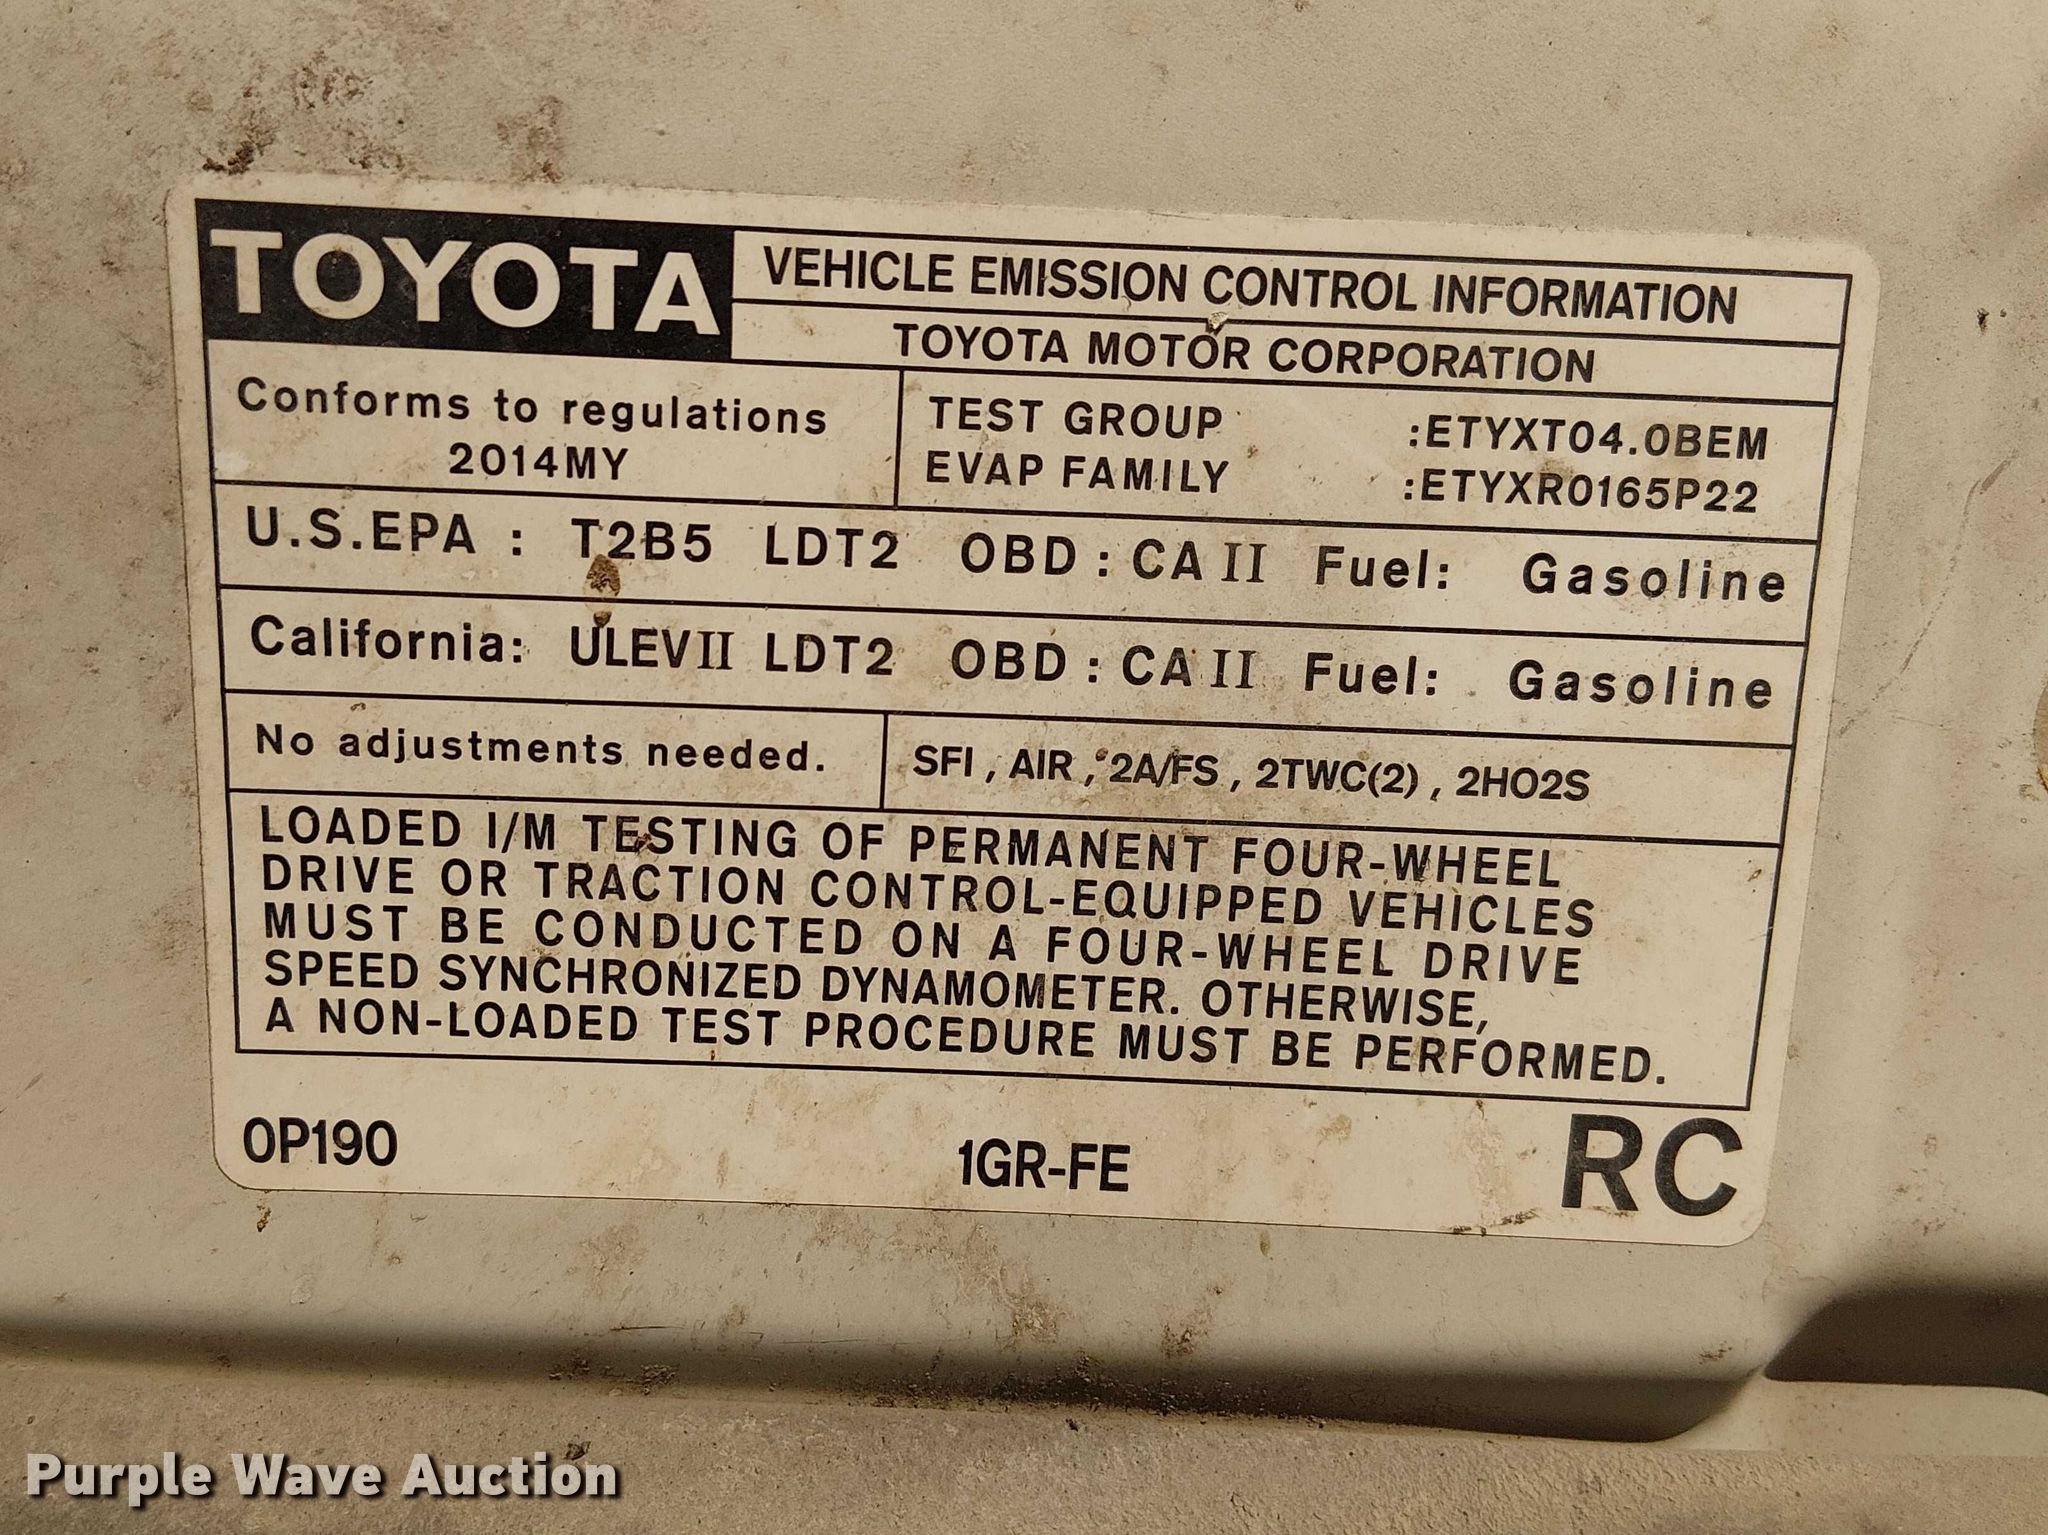 TOYOTA
VEHICLE EMISSION CONTROL INFORMATION
TOYOTA MOTOR CORPORATION
Conforms to regulations
2014MY
TEST GROUP :ETYXT04.0BEM
EVAP FAMILY :ETYXR0165P22
U.S.EPA : T2B5 LDT2 OBD : CA II Fuel: Gasoline
California: ULEVII LDT2 OBD : CA II Fuel: Gasoline
No adjustments needed.
SFI , AIR , 2A/FS , 2TWC(2) , 2HO2S
LOADED I/M TESTING OF PERMANENT FOUR-WHEEL
DRIVE OR TRACTION CONTROL-EQUIPPED VEHICLES
MUST BE CONDUCTED ON A FOUR-WHEEL DRIVE
SPEED SYNCHRONIZED DYNAMOMETER. OTHERWISE,
A NON-LOADED TEST PROCEDURE MUST BE PERFORMED.
0P190 1GR-FE RC
Purple Wave Auction